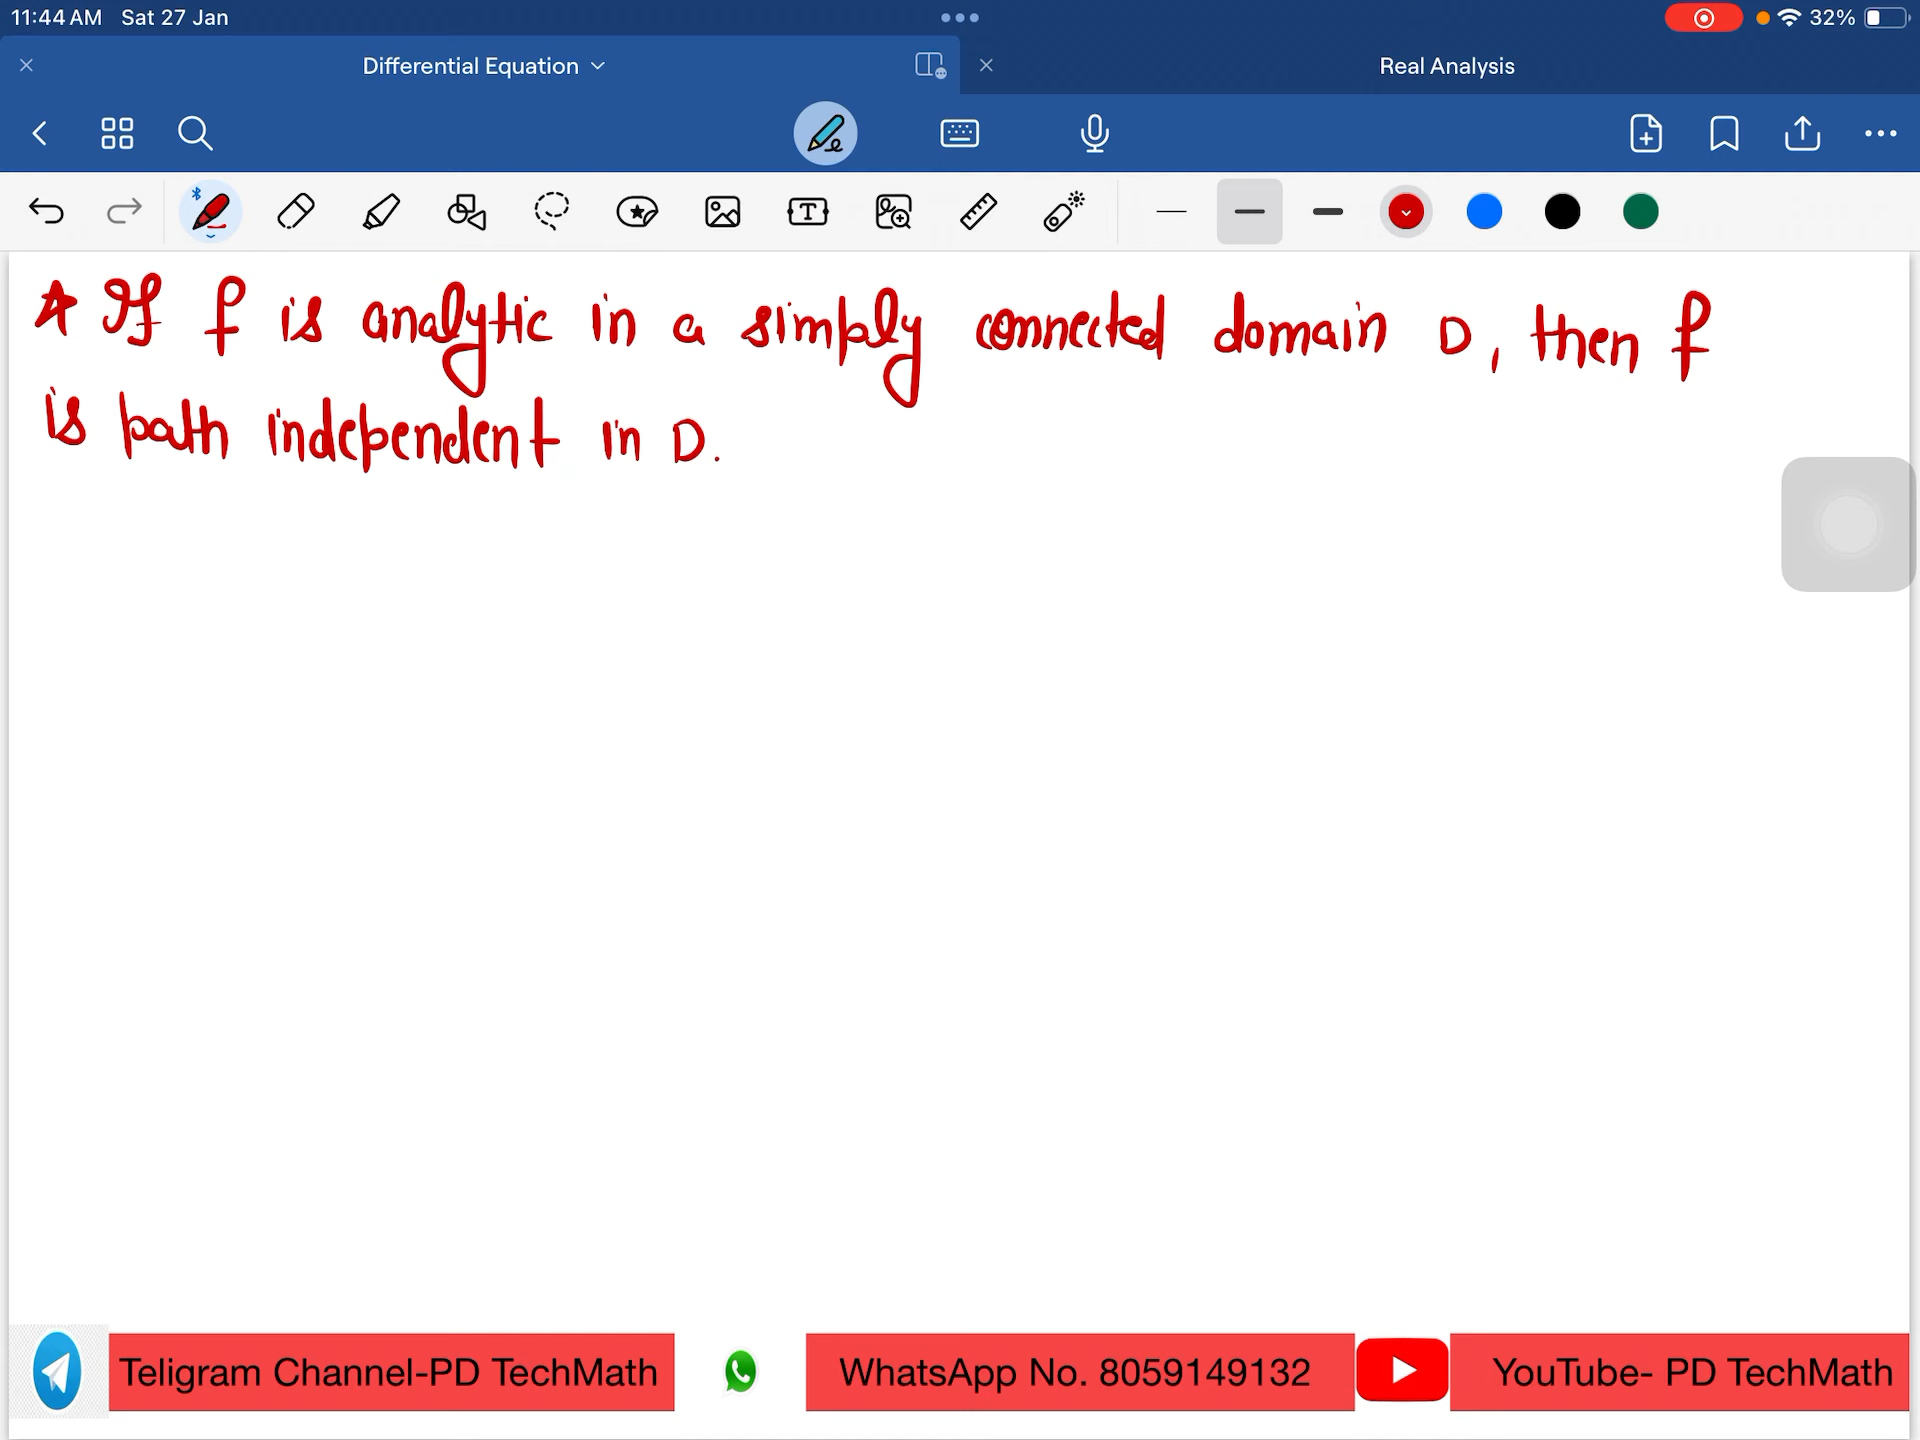 11:44 AM Sat 27 Jan
32%
Differential Equation
Real Analysis
T
★ If f is analytic in a simply connected domain D, then f
is path independent in D.
Teligram Channel-PD TechMath
WhatsApp No. 8059149132
YouTube- PD TechMath